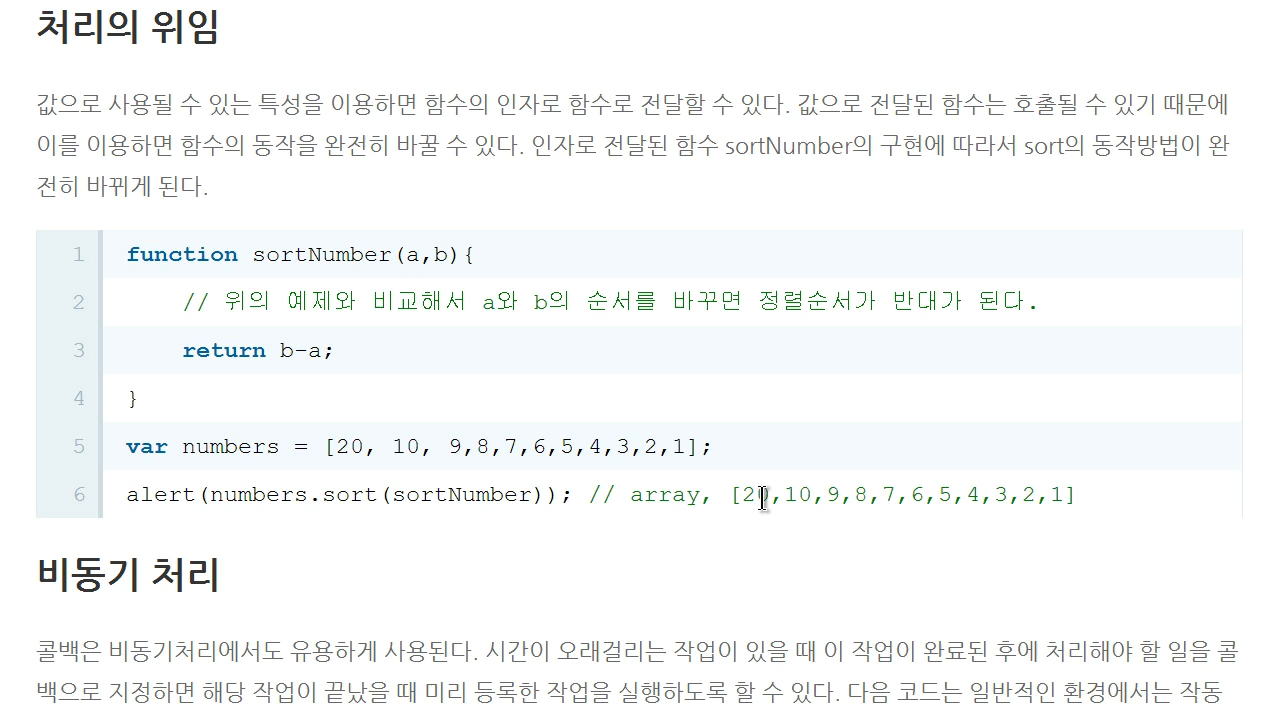 처리의 위임
값으로 사용될 수 있는 특성을 이용하면 함수의 인자로 함수로 전달할 수 있다. 값으로 전달된 함수는 호출될 수 있기 때문에
이를 이용하면 함수의 동작을 완전히 바꿀 수 있다. 인자로 전달된 함수 sortNumber의 구현에 따라서 sort의 동작방법이 완
전히 바뀌게 된다.
1 function sortNumber(a,b){
2 // 위의 예제와 비교해서 a와 b의 순서를 바꾸면 정렬순서가 반대가 된다.
3 return b-a;
4 }
5 var numbers = [20, 10, 9,8,7,6,5,4,3,2,1];
6 alert(numbers.sort(sortNumber)); // array, [20,10,9,8,7,6,5,4,3,2,1]
비동기 처리
콜백은 비동기처리에서도 유용하게 사용된다. 시간이 오래걸리는 작업이 있을 때 이 작업이 완료된 후에 처리해야 할 일을 콜
백으로 지정하면 해당 작업이 끝났을 때 미리 등록한 작업을 실행하도록 할 수 있다. 다음 코드는 일반적인 환경에서는 작동